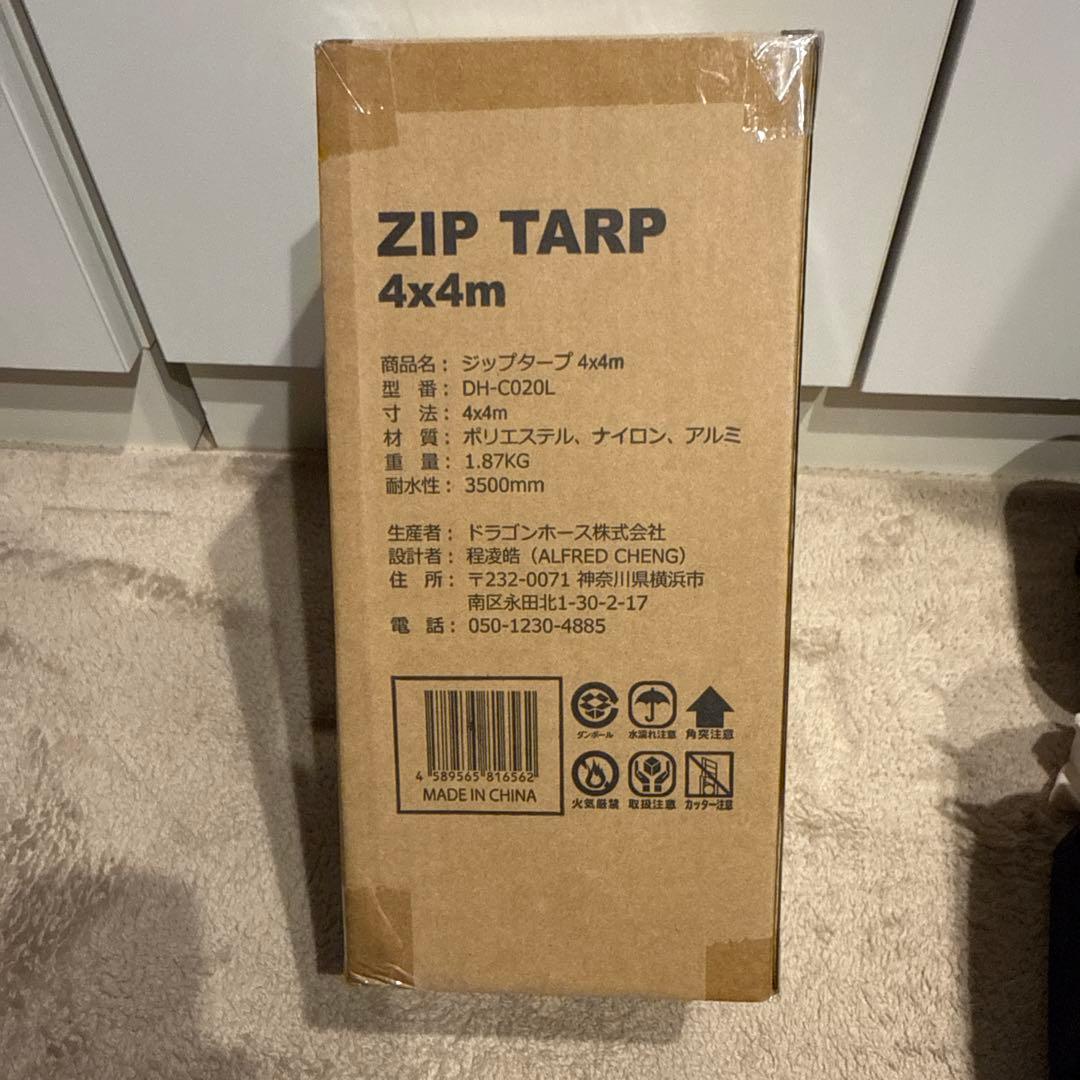 ZIP TARP
4x4m
商品名： ジップタープ 4x4m
型　番： DH-C020L
寸　法： 4x4m
材　質： ポリエステル、ナイロン、アルミ
重　量： 1.87KG
耐水性： 3500mm
生産者： ドラゴンホース株式会社
設計者： 程凌皓（ALFRED CHENG）
住　所： 〒232-0071 神奈川県横浜市
南区永田北1-30-2-17
電　話： 050-1230-4885
4 589565 816562
MADE IN CHINA
ダンボール 水濡れ注意 角突注意
火気厳禁 取扱注意 カッター注意